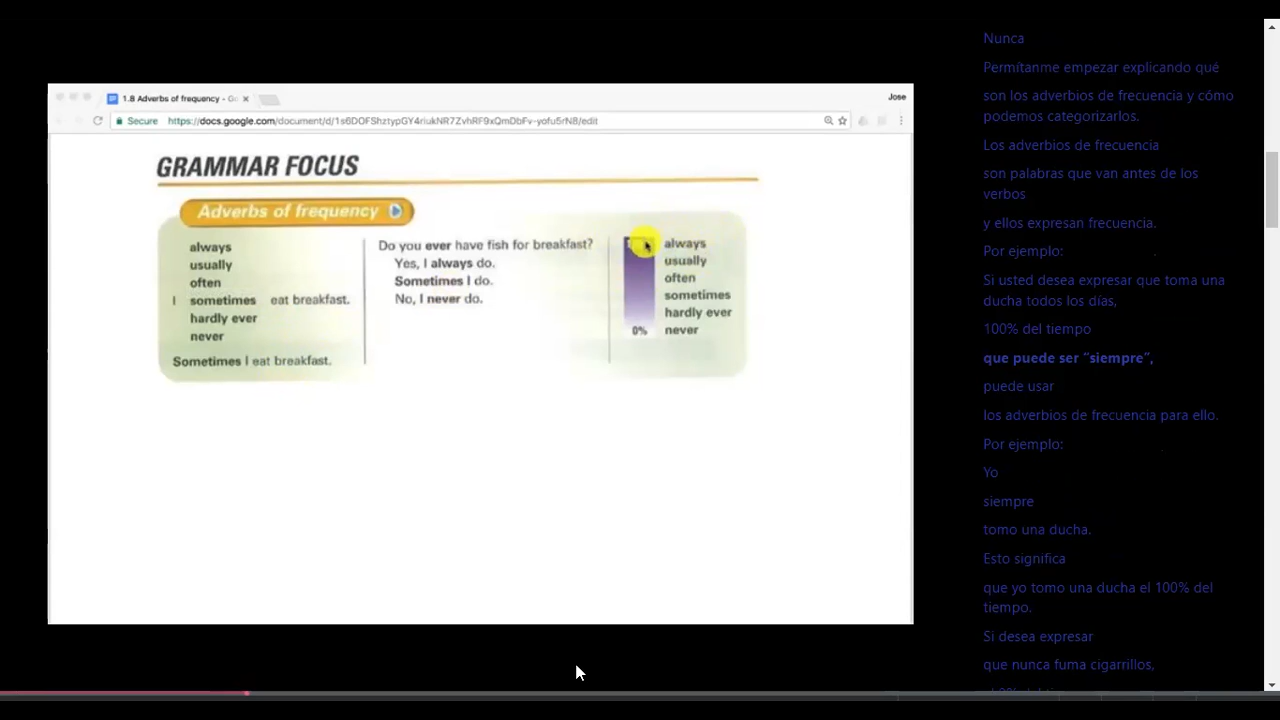 1.8 Adverbs of frequency - Go
Jose
Secure https://docs.google.com/document/d/1s6DOFShztypGY4riukNR7ZvhRF9xQmDbFv-yofu5rN8/edit
GRAMMAR FOCUS
Adverbs of frequency
always
usually
often
I sometimes eat breakfast.
hardly ever
never
Sometimes I eat breakfast.
Do you ever have fish for breakfast?
Yes, I always do.
Sometimes I do.
No, I never do.
always
usually
often
sometimes
hardly ever
0% never
Nunca
Permítanme empezar explicando qué
son los adverbios de frecuencia y cómo
podemos categorizarlos.
Los adverbios de frecuencia
son palabras que van antes de los
verbos
y ellos expresan frecuencia.
Por ejemplo:
Si usted desea expresar que toma una
ducha todos los días,
100% del tiempo
que puede ser “siempre”,
puede usar
los adverbios de frecuencia para ello.
Por ejemplo:
Yo
siempre
tomo una ducha.
Esto significa
que yo tomo una ducha el 100% del
tiempo.
Si desea expresar
que nunca fuma cigarrillos,